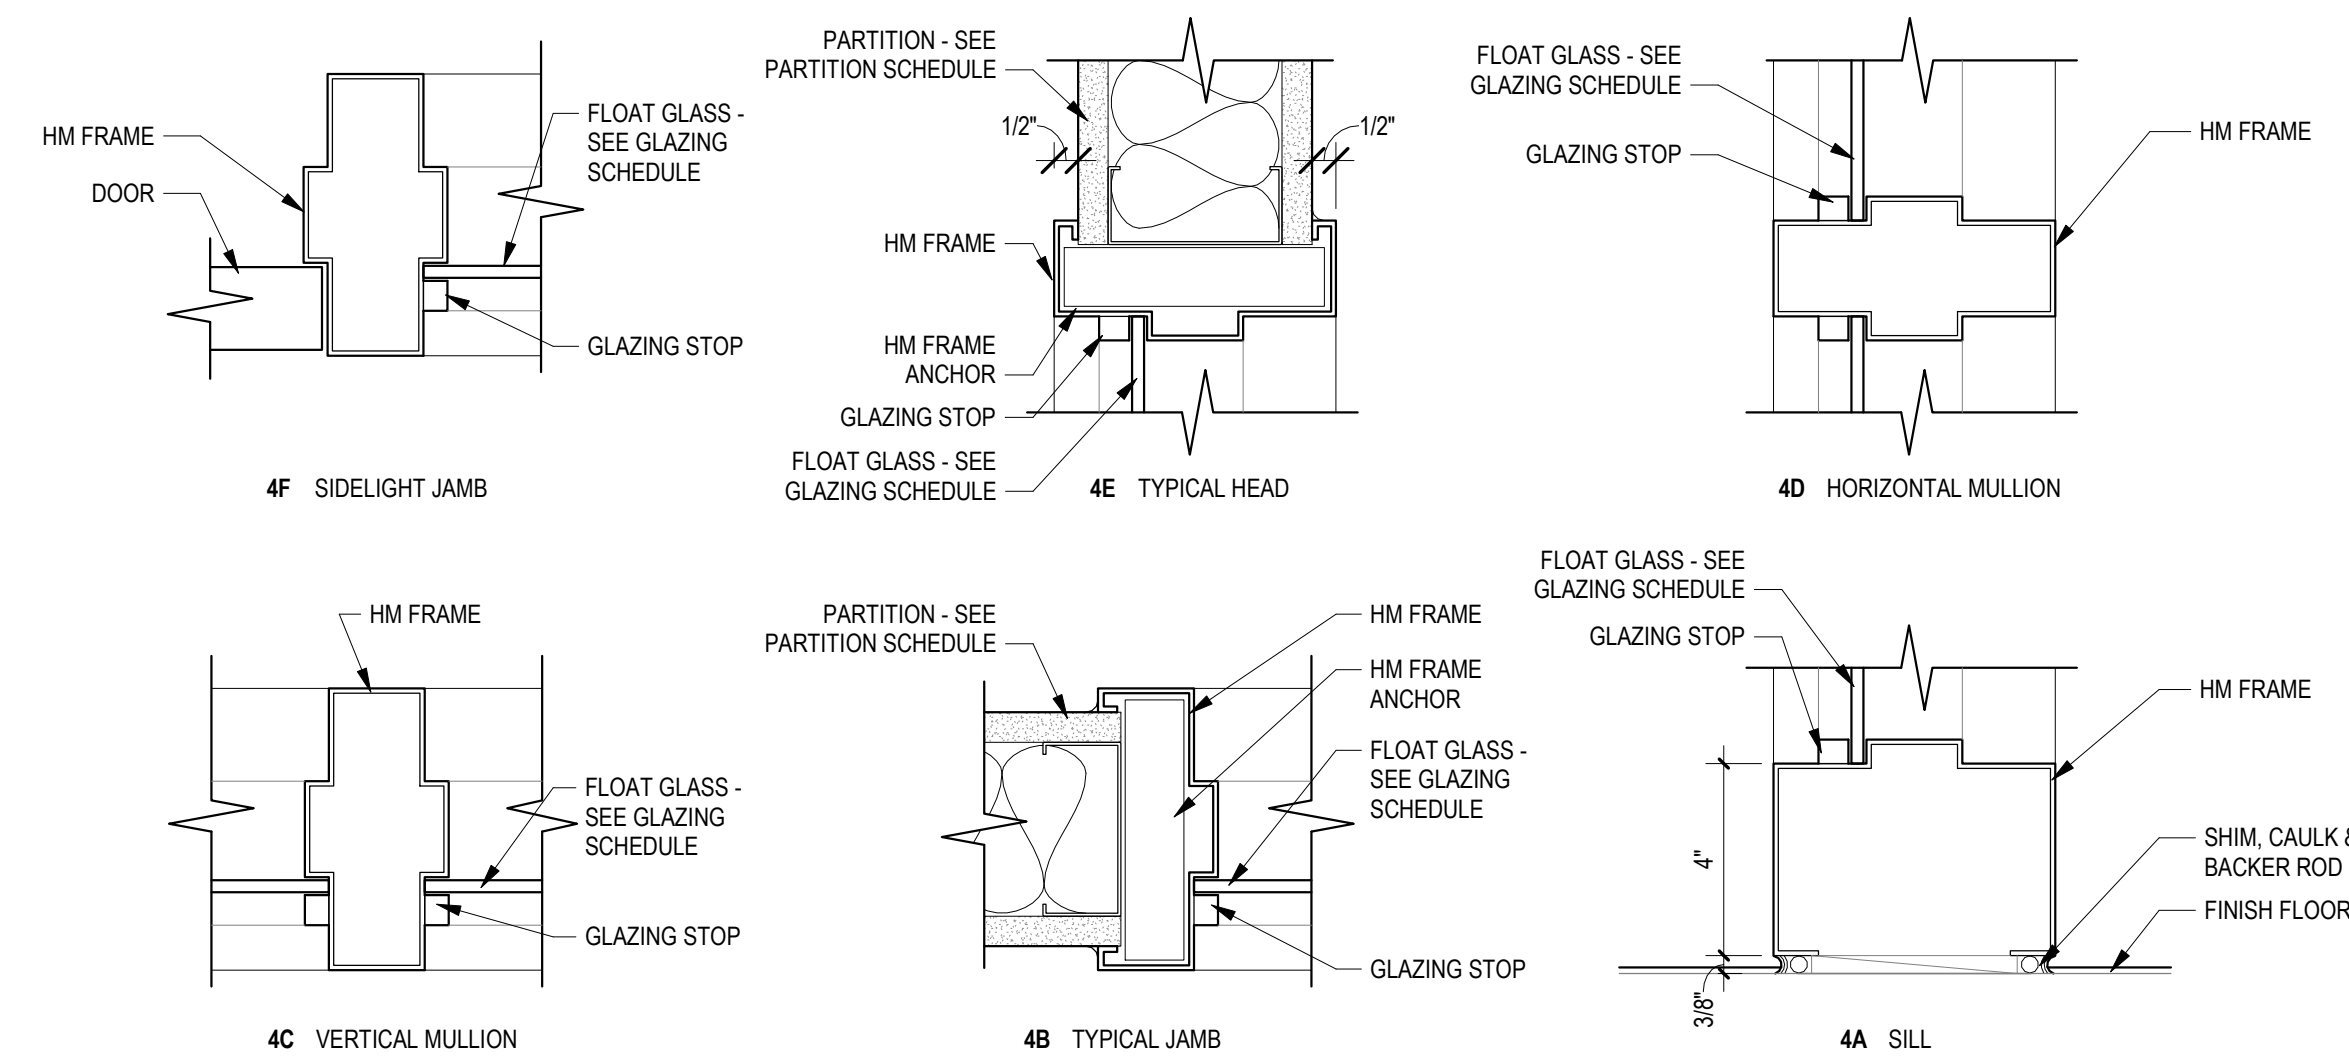 HM FRAME
DOOR
FLOAT GLASS -
SEE GLAZING
SCHEDULE
GLAZING STOP
4F SIDELIGHT JAMB
PARTITION - SEE
PARTITION SCHEDULE
1/2"
1/2"
HM FRAME
HM FRAME
ANCHOR
GLAZING STOP
FLOAT GLASS - SEE
GLAZING SCHEDULE
4E TYPICAL HEAD
FLOAT GLASS - SEE
GLAZING SCHEDULE
GLAZING STOP
HM FRAME
4D HORIZONTAL MULLION
HM FRAME
FLOAT GLASS -
SEE GLAZING
SCHEDULE
GLAZING STOP
4C VERTICAL MULLION
PARTITION - SEE
PARTITION SCHEDULE
HM FRAME
HM FRAME
ANCHOR
FLOAT GLASS -
SEE GLAZING
SCHEDULE
GLAZING STOP
4B TYPICAL JAMB
FLOAT GLASS - SEE
GLAZING SCHEDULE
GLAZING STOP
HM FRAME
4"
SHIM, CAULK &
BACKER ROD
FINISH FLOOR
3/8"
4A SILL